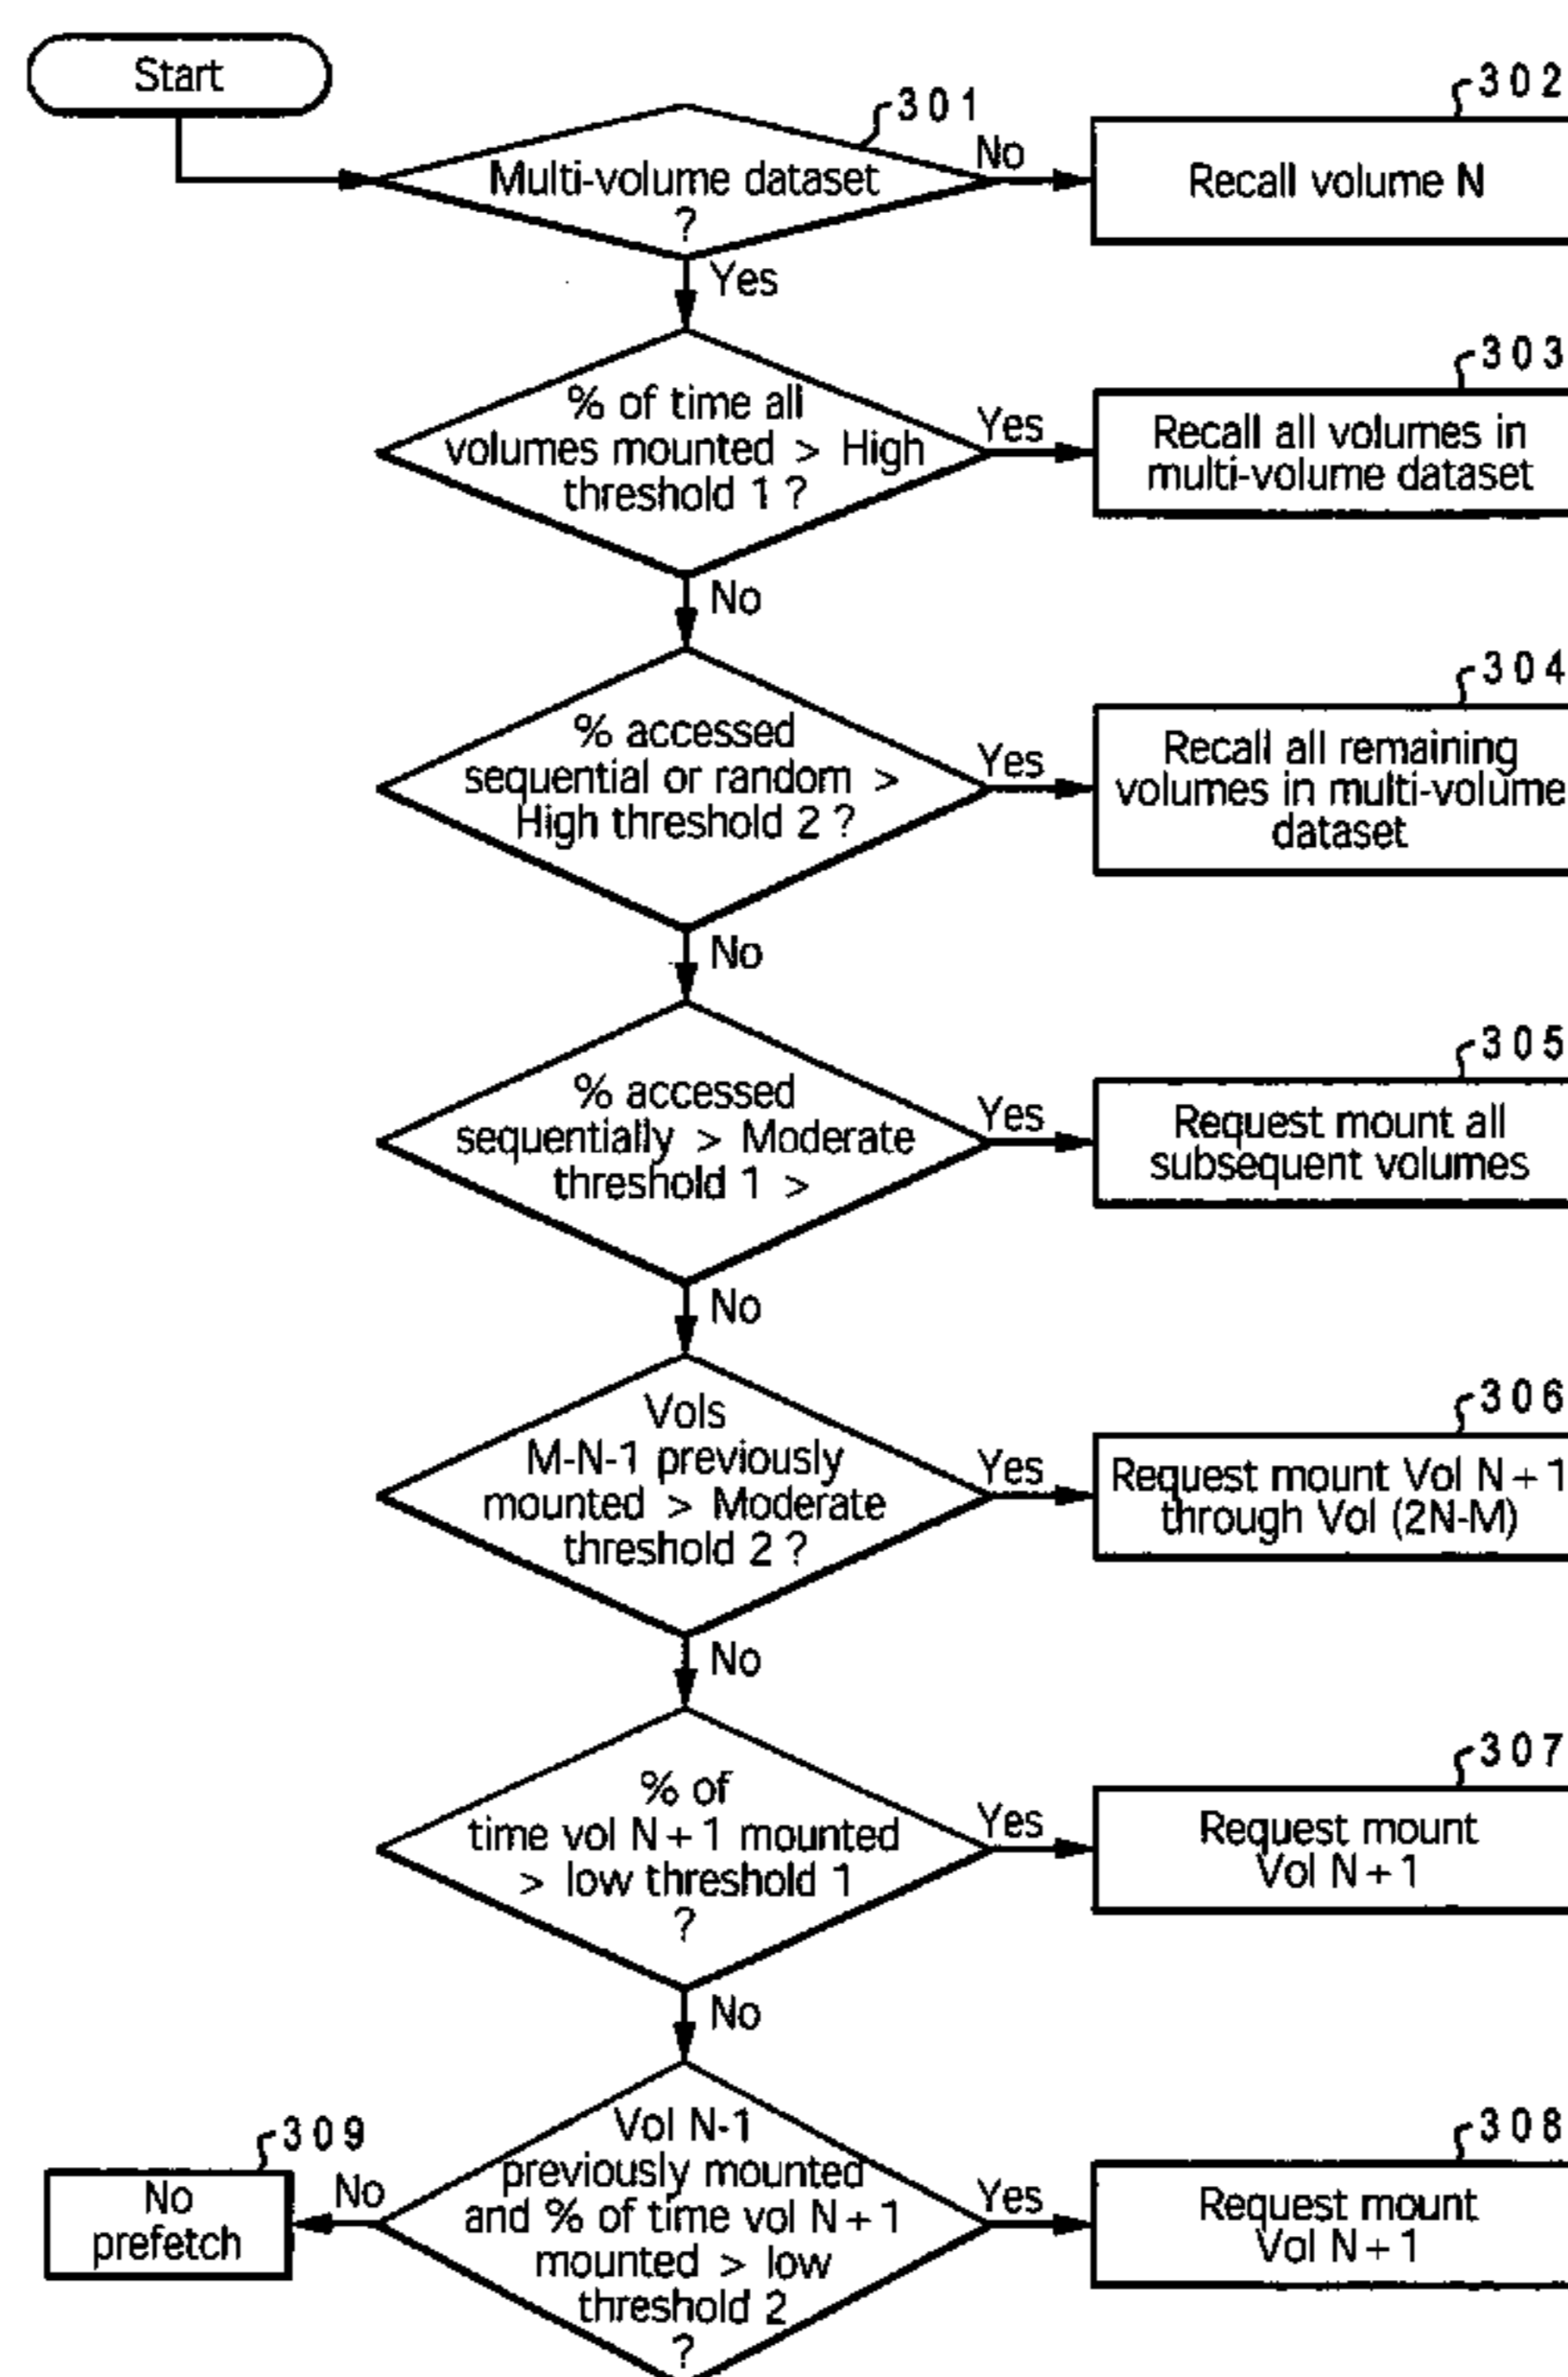 Start
301
Multi-volume dataset
?
No
302
Recall volume N
Yes
% of time all
volumes mounted > High
threshold 1 ?
Yes
303
Recall all volumes in
multi-volume dataset
No
% accessed
sequential or random >
High threshold 2 ?
Yes
304
Recall all remaining
volumes in multi-volume
dataset
No
% accessed
sequentially > Moderate
threshold 1 >
Yes
305
Request mount all
subsequent volumes
No
Vols
M-N-1 previously
mounted > Moderate
threshold 2 ?
Yes
306
Request mount Vol N + 1
through Vol (2N-M)
No
% of
time vol N + 1 mounted
> low threshold 1
?
Yes
307
Request mount
Vol N + 1
No
Vol N-1
previously mounted
and % of time vol N + 1
mounted > low
threshold 2
?
Yes
308
Request mount
Vol N + 1
No
309
No
prefetch